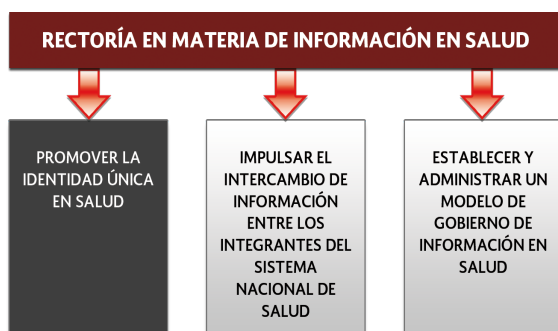 RECTORÍA EN MATERIA DE INFORMACIÓN EN SALUD
PROMOVER LA
IDENTIDAD ÚNICA
EN SALUD
IMPULSAR EL
INTERCAMBIO DE
INFORMACIÓN
ENTRE LOS
INTEGRANTES DEL
SISTEMA
NACIONAL DE
SALUD
ESTABLECER Y
ADMINISTRAR UN
MODELO DE
GOBIERNO DE
INFORMACIÓN EN
SALUD